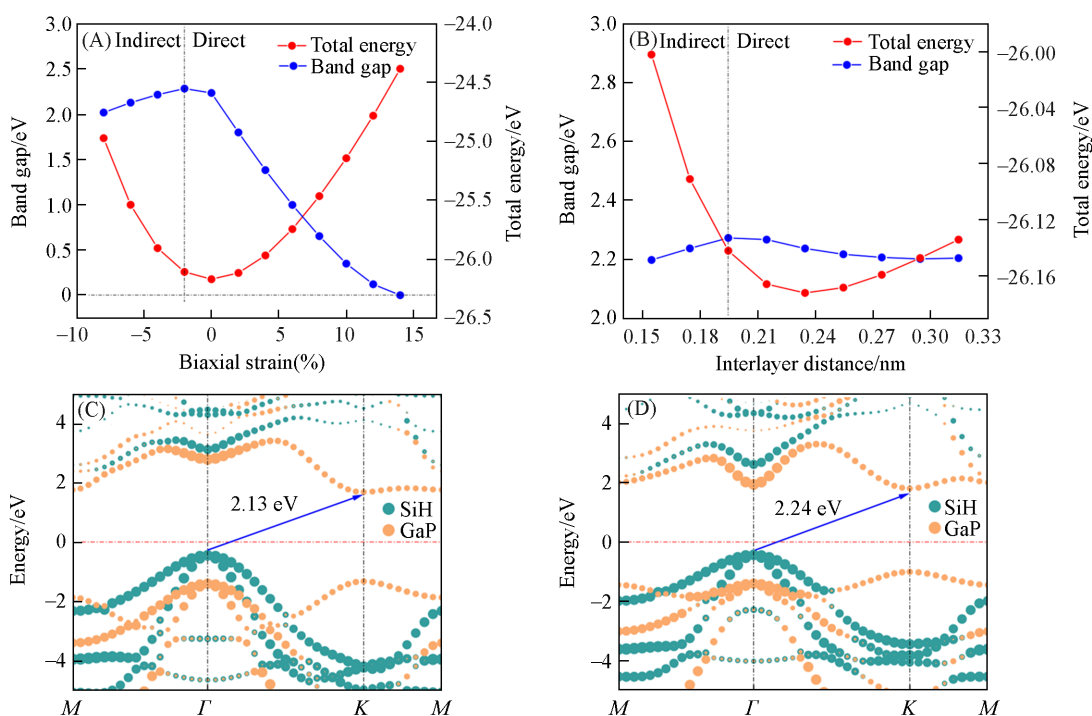 (A) Indirect Direct
Total energy
Band gap
3.0
2.5
2.0
1.5
1.0
0.5
0
Band gap/eV
−24.0
−24.5
−25.0
−25.5
−26.0
−26.5
Total energy/eV
−10 −5 0 5 10 15
Biaxial strain(%)
(B) Indirect Direct
Total energy
Band gap
3.0
2.8
2.6
2.4
2.2
2.0
Band gap/eV
−26.00
−26.04
−26.08
−26.12
−26.16
Total energy/eV
0.15 0.18 0.21 0.24 0.27 0.30 0.33
Interlayer distance/nm
(C)
4
2
0
−2
−4
Energy/eV
2.13 eV
SiH
GaP
M Γ K M
(D)
4
2
0
−2
−4
Energy/eV
2.24 eV
SiH
GaP
M Γ K M